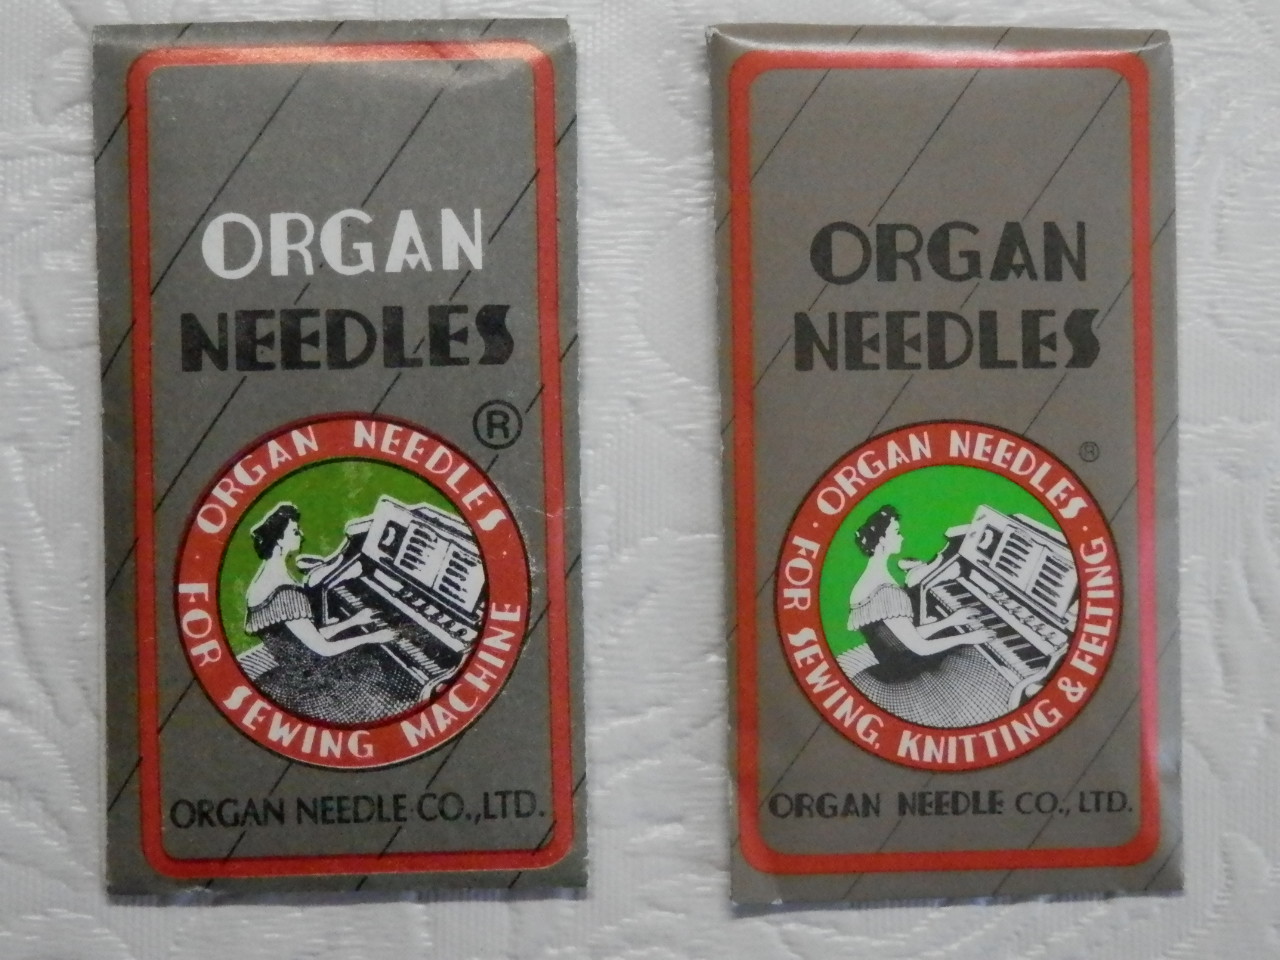 ORGAN
NEEDLES
®
ORGAN NEEDLES
· FOR SEWING MACHINE ·
ORGAN NEEDLE CO., LTD.
ORGAN
NEEDLES
®
ORGAN NEEDLES
· FOR SEWING, KNITTING & FELTING ·
ORGAN NEEDLE CO., LTD.